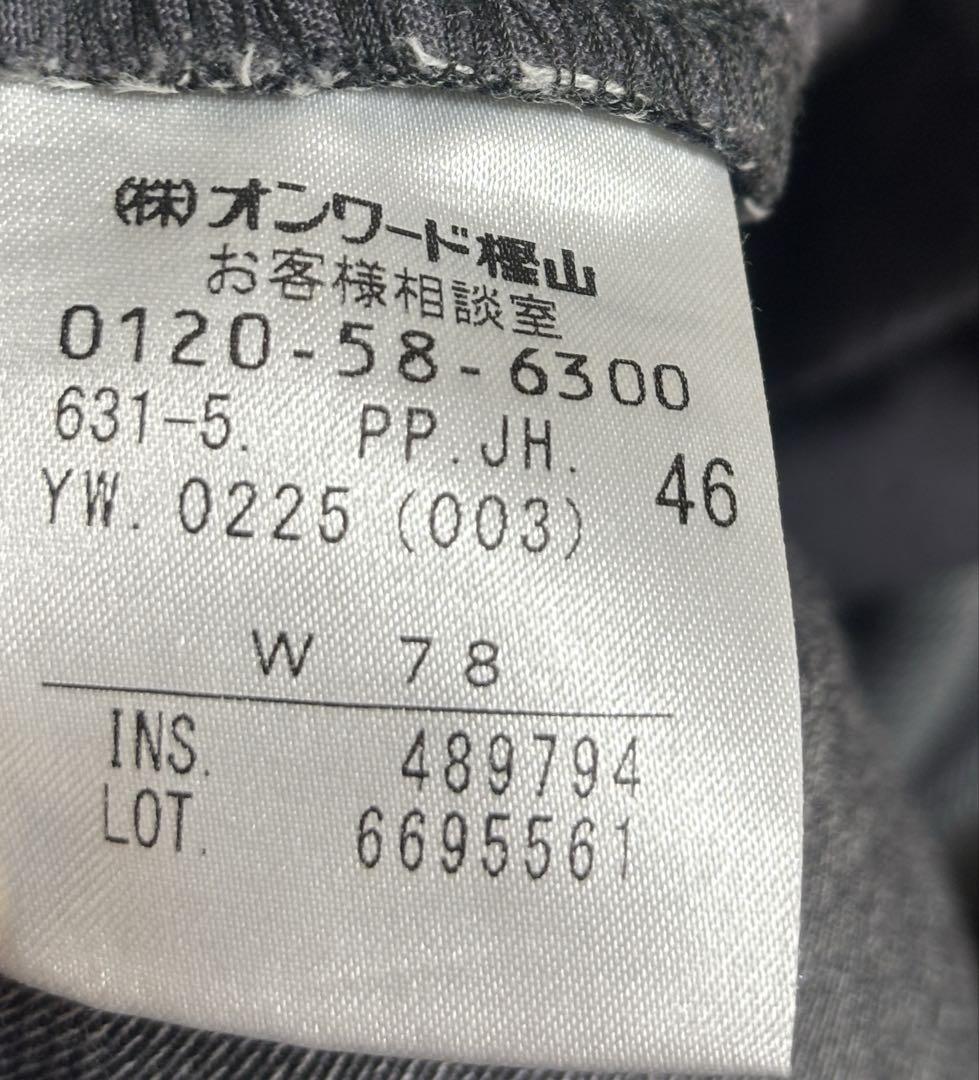 (株)オンワード樫山
お客様相談室
0120-58-6300
631-5. PP.JH. 46
YW. 0225 (003)
W 78
INS. 489794
LOT. 6695561